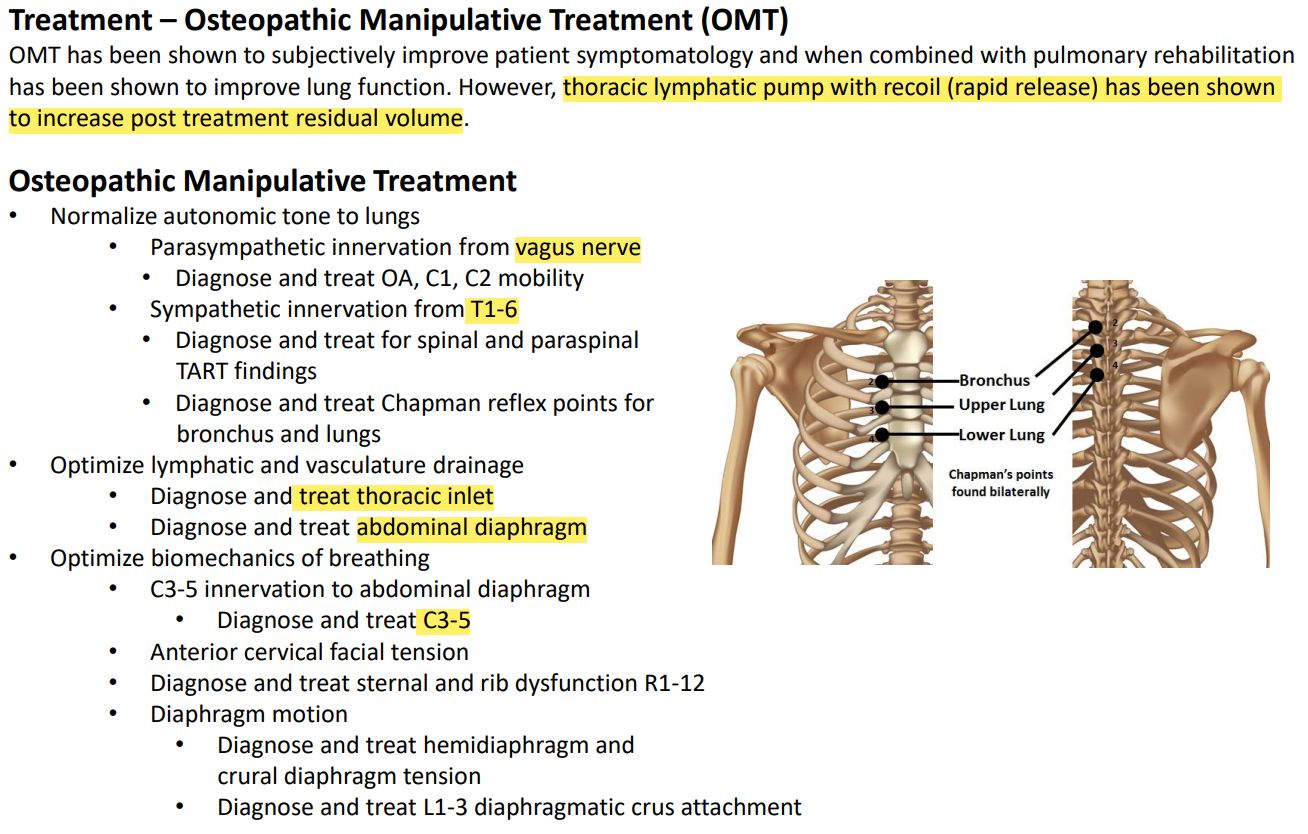 Treatment – Osteopathic Manipulative Treatment (OMT)
OMT has been shown to subjectively improve patient symptomatology and when combined with pulmonary rehabilitation
has been shown to improve lung function. However, thoracic lymphatic pump with recoil (rapid release) has been shown
to increase post treatment residual volume.
Osteopathic Manipulative Treatment
• Normalize autonomic tone to lungs
• Parasympathetic innervation from vagus nerve
• Diagnose and treat OA, C1, C2 mobility
• Sympathetic innervation from T1-6
• Diagnose and treat for spinal and paraspinal
TART findings
• Diagnose and treat Chapman reflex points for
bronchus and lungs
• Optimize lymphatic and vasculature drainage
• Diagnose and treat thoracic inlet
• Diagnose and treat abdominal diaphragm
• Optimize biomechanics of breathing
• C3-5 innervation to abdominal diaphragm
• Diagnose and treat C3-5
• Anterior cervical facial tension
• Diagnose and treat sternal and rib dysfunction R1-12
• Diaphragm motion
• Diagnose and treat hemidiaphragm and
crural diaphragm tension
• Diagnose and treat L1-3 diaphragmatic crus attachment
2
3
4
Bronchus
Upper Lung
Lower Lung
Chapman's points
found bilaterally
2
3
4